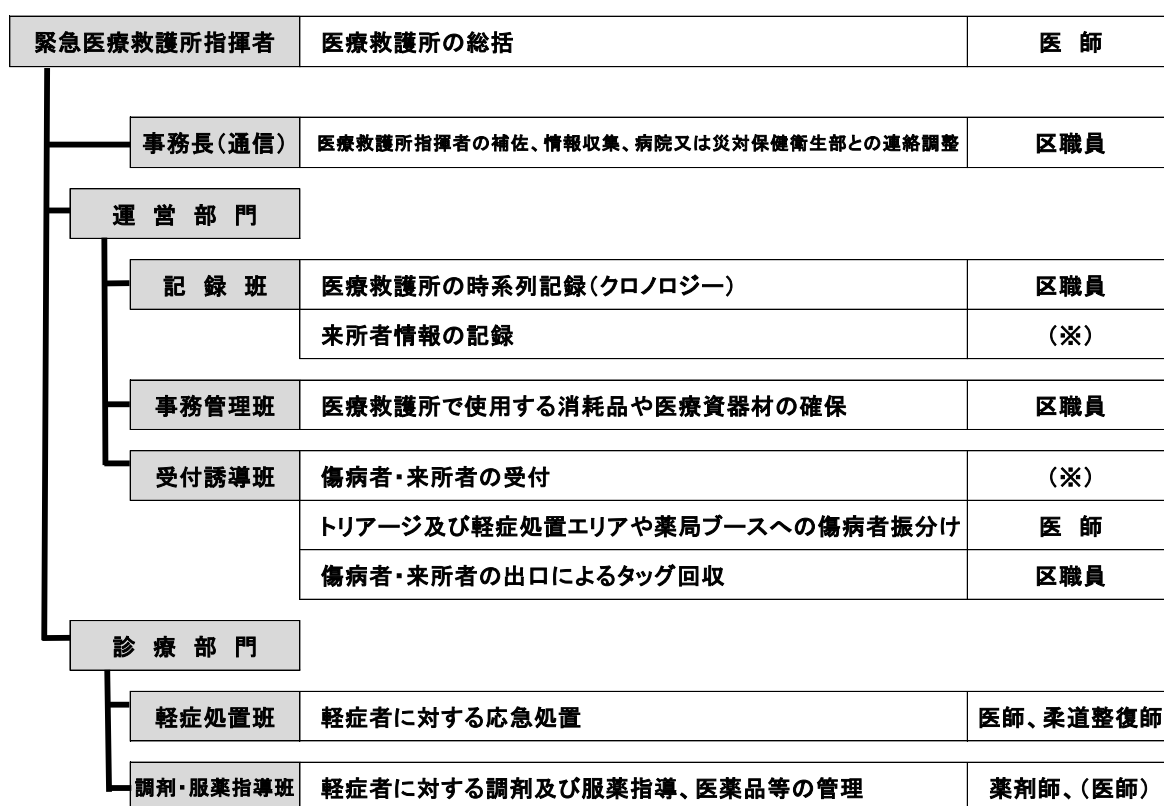 緊急医療救護所指揮者 医療救護所の総括 医 師
事務長(通信) 医療救護所指揮者の補佐、情報収集、病院又は災対保健衛生部との連絡調整 区職員
運 営 部 門
記 録 班 医療救護所の時系列記録(クロノロジー) 区職員
来所者情報の記録 (※)
事務管理班 医療救護所で使用する消耗品や医療資器材の確保 区職員
受付誘導班 傷病者・来所者の受付 (※)
トリアージ及び軽症処置エリアや薬局ブースへの傷病者振分け 医 師
傷病者・来所者の出口によるタッグ回収 区職員
診 療 部 門
軽症処置班 軽症者に対する応急処置 医師、柔道整復師
調剤・服薬指導班 軽症者に対する調剤及び服薬指導、医薬品等の管理 薬剤師、(医師)